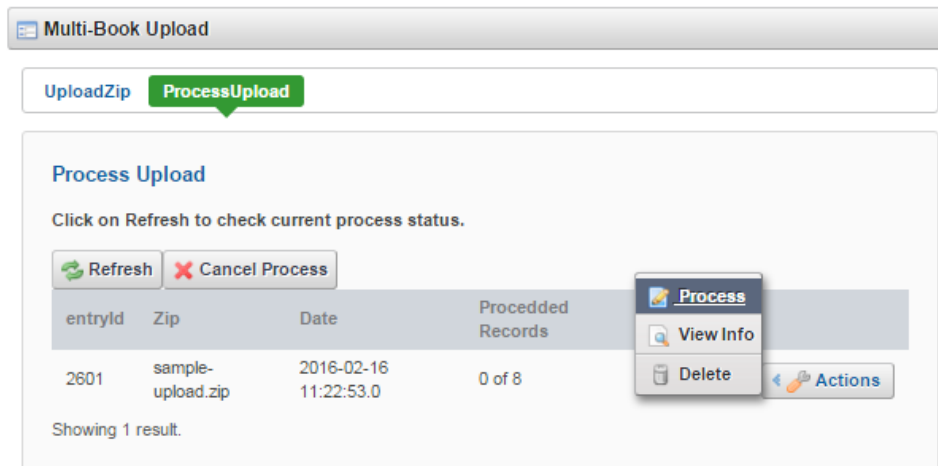 Multi-Book Upload
UploadZip ProcessUpload
Process Upload
Click on Refresh to check current process status.
Refresh Cancel Process
entryId Zip Date Procedded
Records
Process
View Info
Delete
2601 sample-
upload.zip 2016-02-16
11:22:53.0 0 of 8 Actions
Showing 1 result.